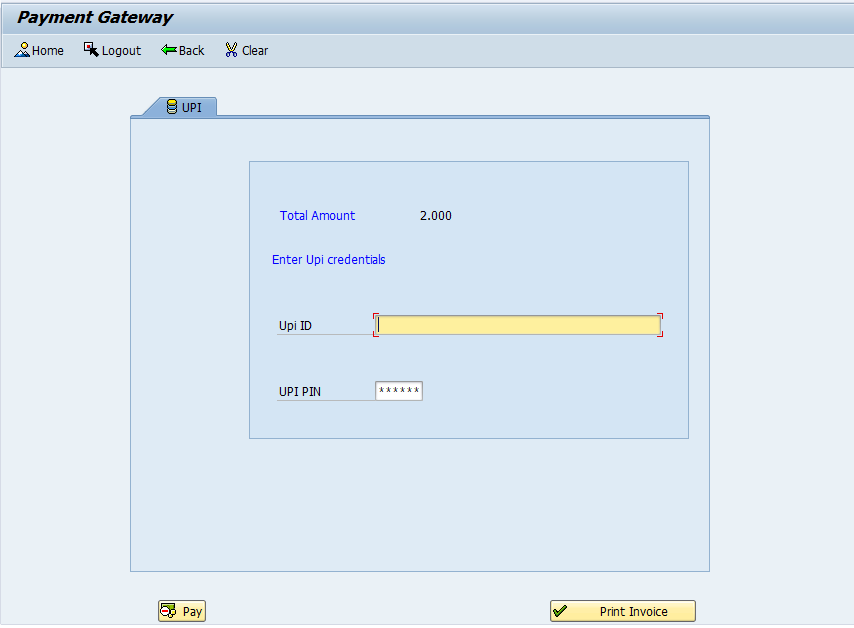 Payment Gateway
Home Logout Back Clear
UPI
Total Amount 2.000
Enter Upi credentials
Upi ID
UPI PIN ******
Pay Print Invoice